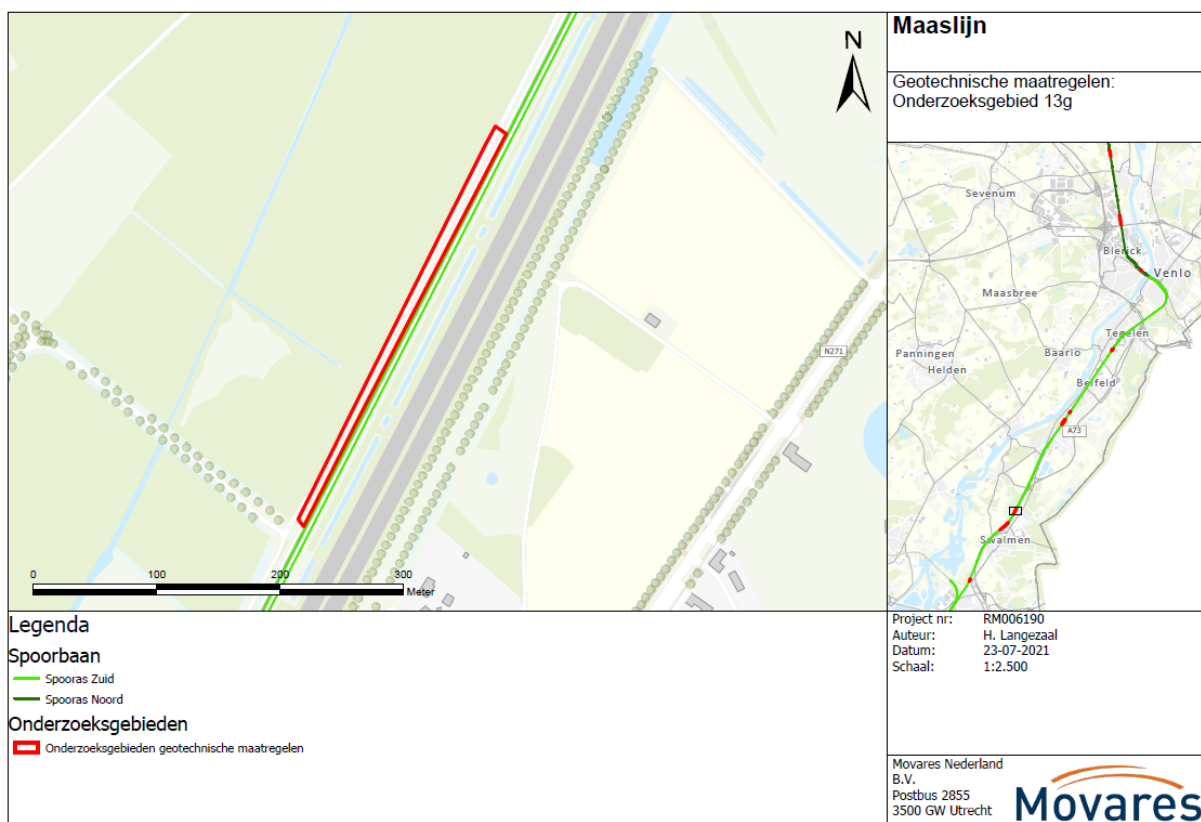 Maaslijn
Geotechnische maatregelen:
Onderzoeksgebied 13g
N
N271
0 100 200 300
Meter
Sevenum
Blerick
Venlo
Maasbree
Tegelen
Baarlo
Panningen
Helden
Belfeld
A73
Swalmen
Legenda
Spoorbaan
Spooras Zuid
Spooras Noord
Onderzoeksgebieden
Onderzoeksgebieden geotechnische maatregelen
Project nr: RM006190
Auteur: H. Langezaal
Datum: 23-07-2021
Schaal: 1:2.500
Movares Nederland
B.V.
Postbus 2855
3500 GW Utrecht
Movares